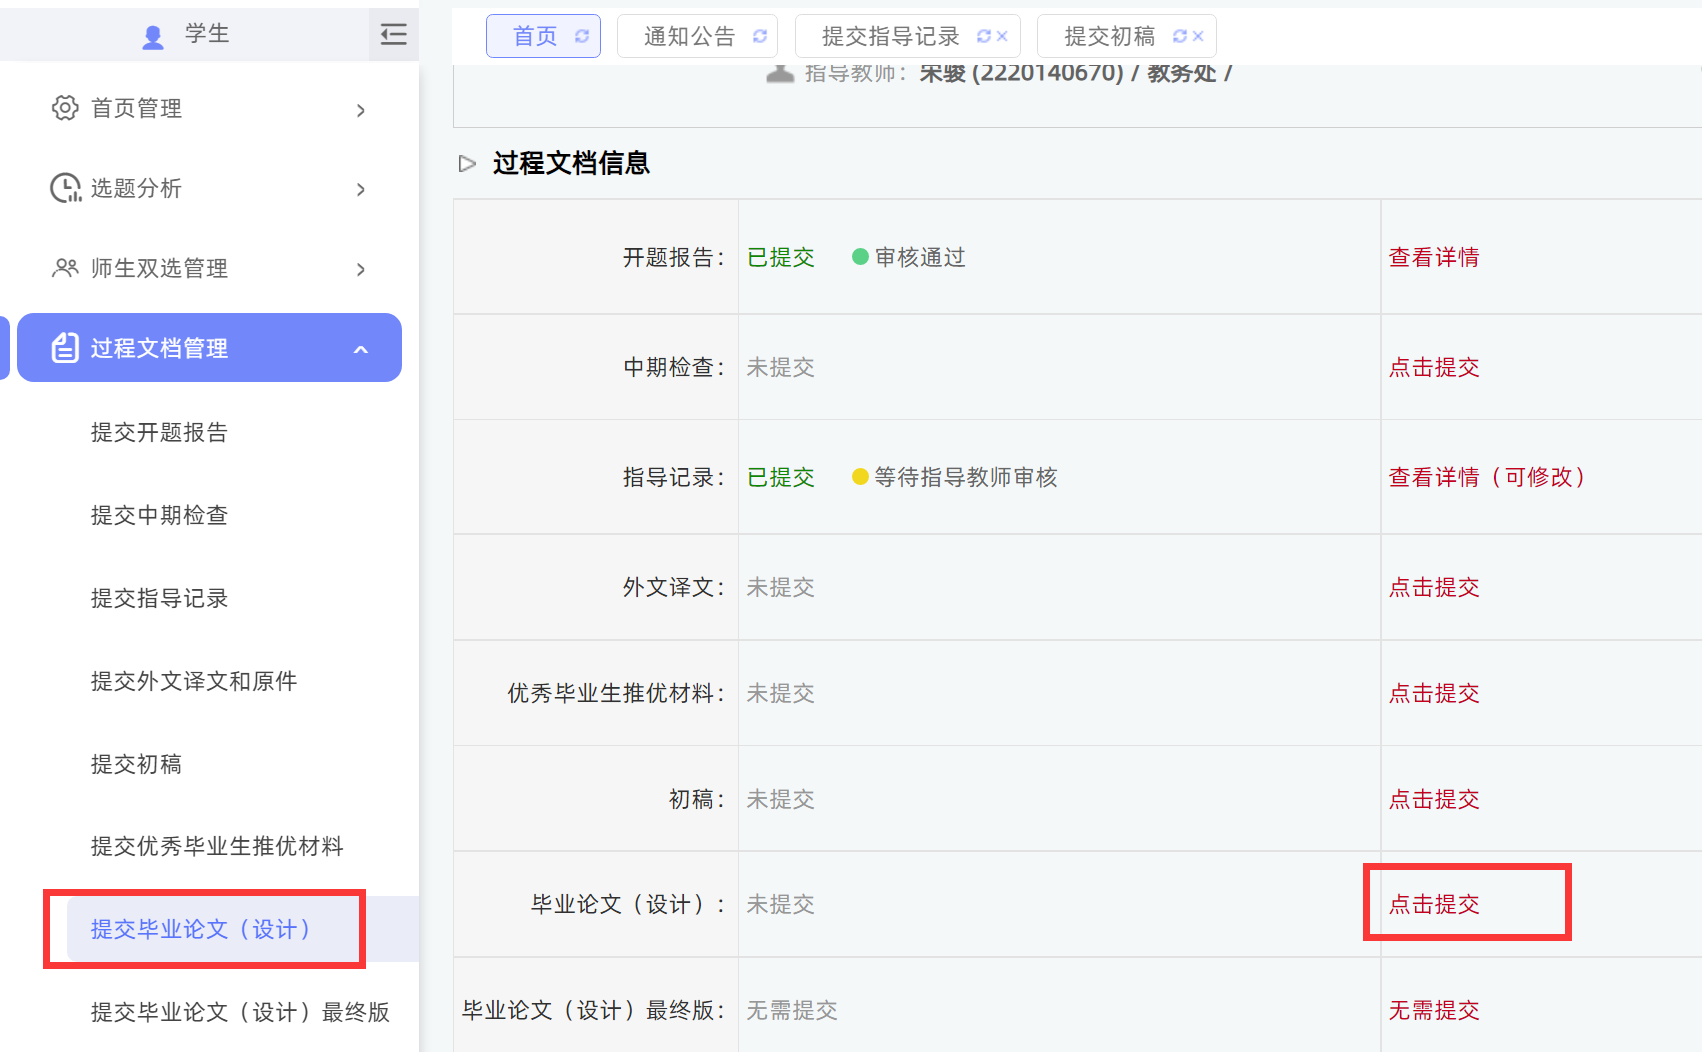 学生
首页管理
选题分析
师生双选管理
过程文档管理
提交开题报告
提交中期检查
提交指导记录
提交外文译文和原件
提交初稿
提交优秀毕业生推优材料
提交毕业论文（设计）
提交毕业论文（设计）最终版
首页 通知公告 提交指导记录 提交初稿
指导教师： 宋骏 (2220140670) / 教务处 /
过程文档信息
开题报告： 已提交 审核通过 查看详情
中期检查： 未提交 点击提交
指导记录： 已提交 等待指导教师审核 查看详情（可修改）
外文译文： 未提交 点击提交
优秀毕业生推优材料： 未提交 点击提交
初稿： 未提交 点击提交
毕业论文（设计）： 未提交 点击提交
毕业论文（设计）最终版： 无需提交 无需提交